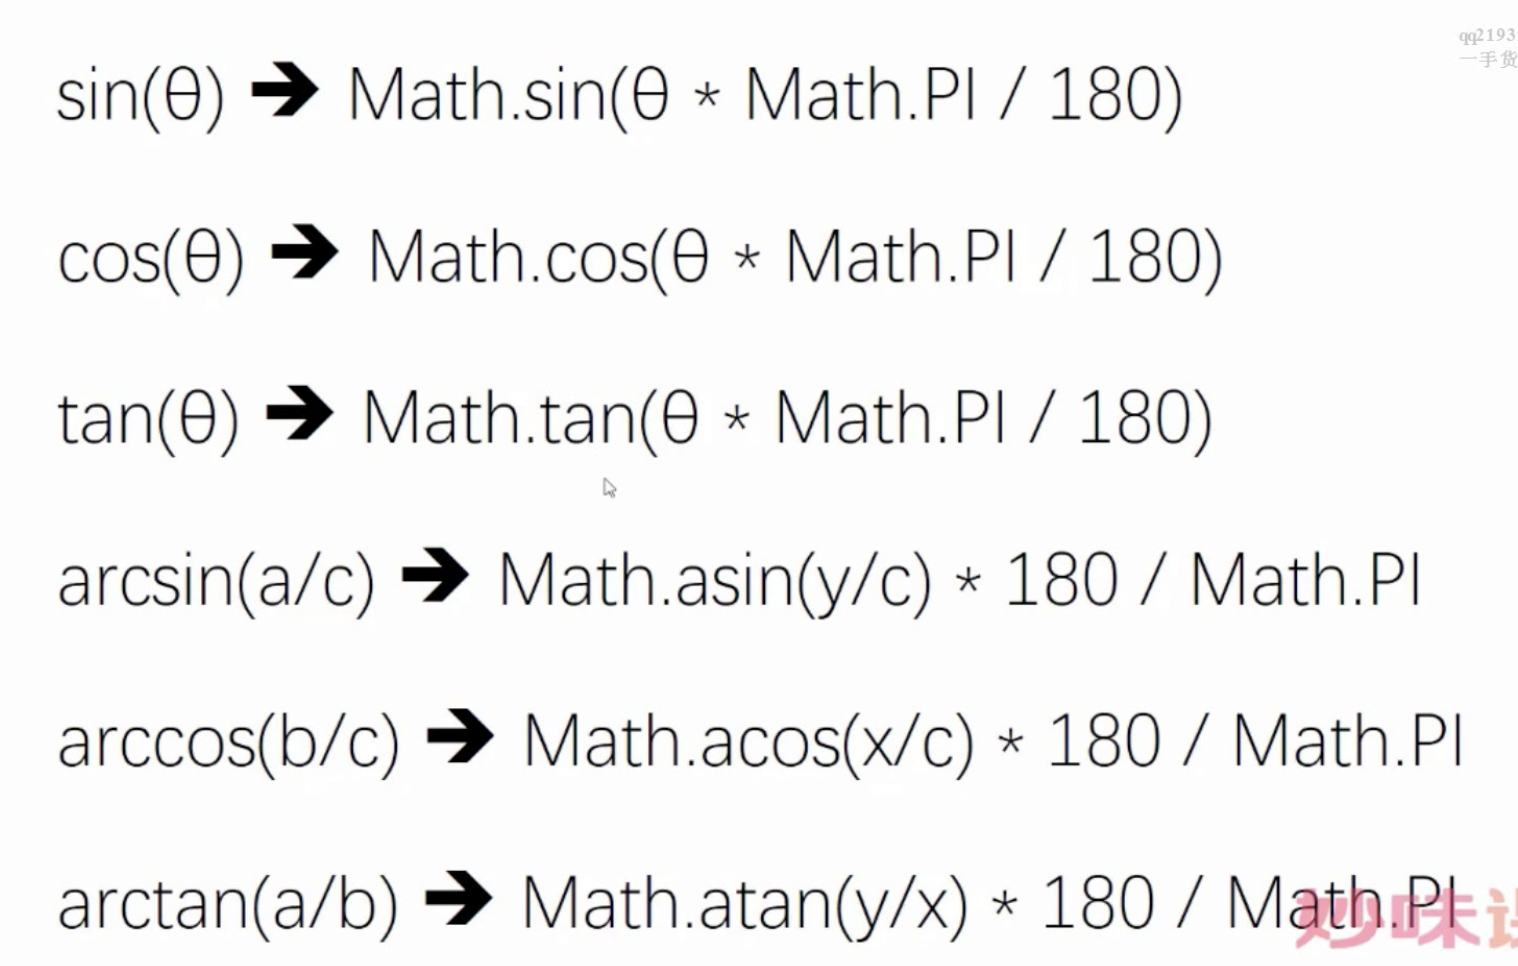 qq2193
一手货
sin(θ) ➔ Math.sin(θ * Math.PI / 180)
cos(θ) ➔ Math.cos(θ * Math.PI / 180)
tan(θ) ➔ Math.tan(θ * Math.PI / 180)
arcsin(a/c) ➔ Math.asin(y/c) * 180 / Math.PI
arccos(b/c) ➔ Math.acos(x/c) * 180 / Math.PI
arctan(a/b) ➔ Math.atan(y/x) * 180 / Math.PI
妙味